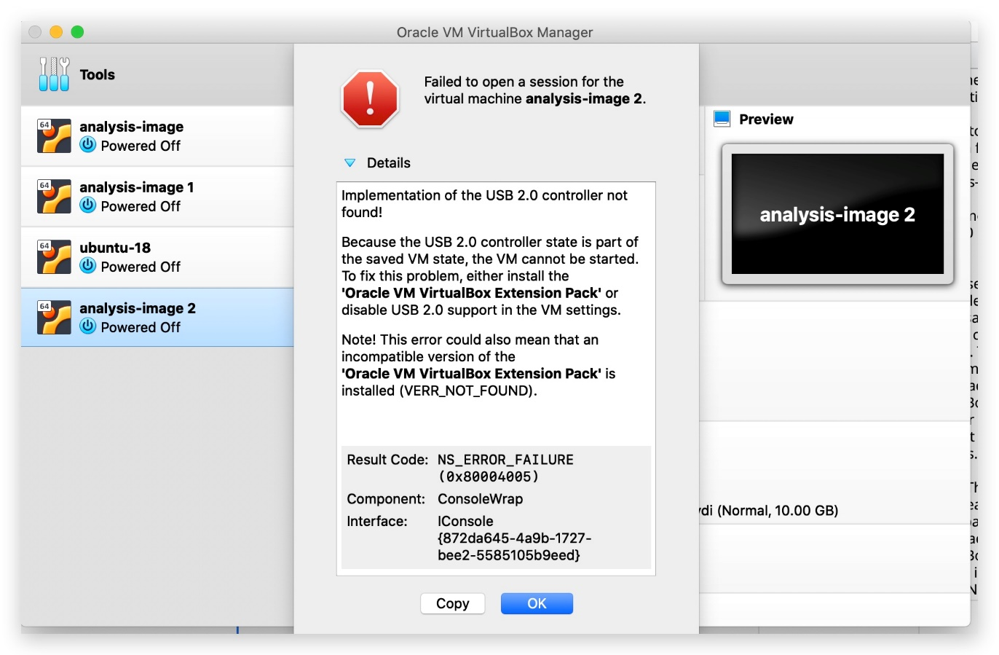 Oracle VM VirtualBox Manager
Tools
64
analysis-image
Powered Off
64
analysis-image 1
Powered Off
64
ubuntu-18
Powered Off
64
analysis-image 2
Powered Off
Failed to open a session for the
virtual machine analysis-image 2.
Details
Implementation of the USB 2.0 controller not
found!
Because the USB 2.0 controller state is part of
the saved VM state, the VM cannot be started.
To fix this problem, either install the
'Oracle VM VirtualBox Extension Pack' or
disable USB 2.0 support in the VM settings.
Note! This error could also mean that an
incompatible version of the
'Oracle VM VirtualBox Extension Pack' is
installed (VERR_NOT_FOUND).
Result Code: NS_ERROR_FAILURE
(0x80004005)
Component: ConsoleWrap
Interface: IConsole
{872da645-4a9b-1727-
bee2-5585105b9eed}
Copy
OK
Preview
analysis-image 2
(Normal, 10.00 GB)